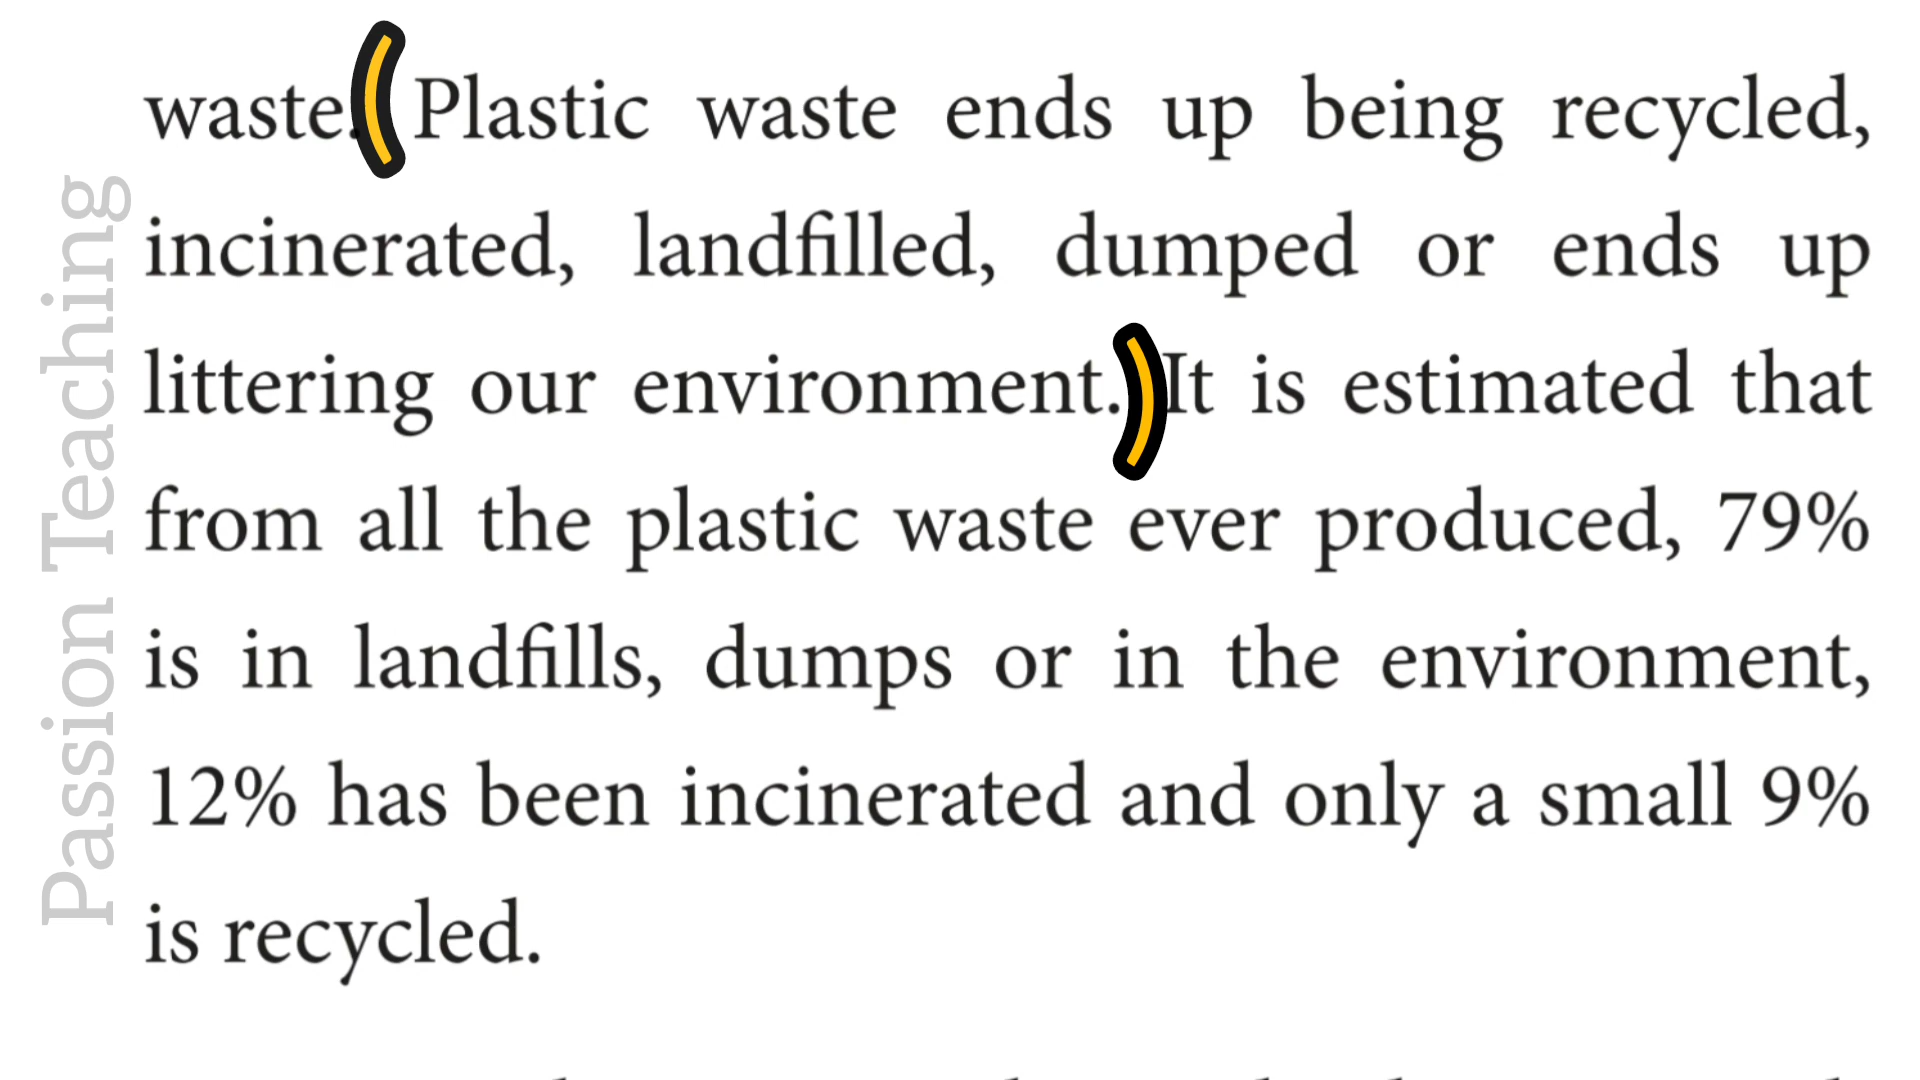 waste. ( Plastic waste ends up being recycled,
incinerated, landfilled, dumped or ends up
littering our environment. ) It is estimated that
from all the plastic waste ever produced, 79%
is in landfills, dumps or in the environment,
12% has been incinerated and only a small 9%
is recycled.
Passion Teaching